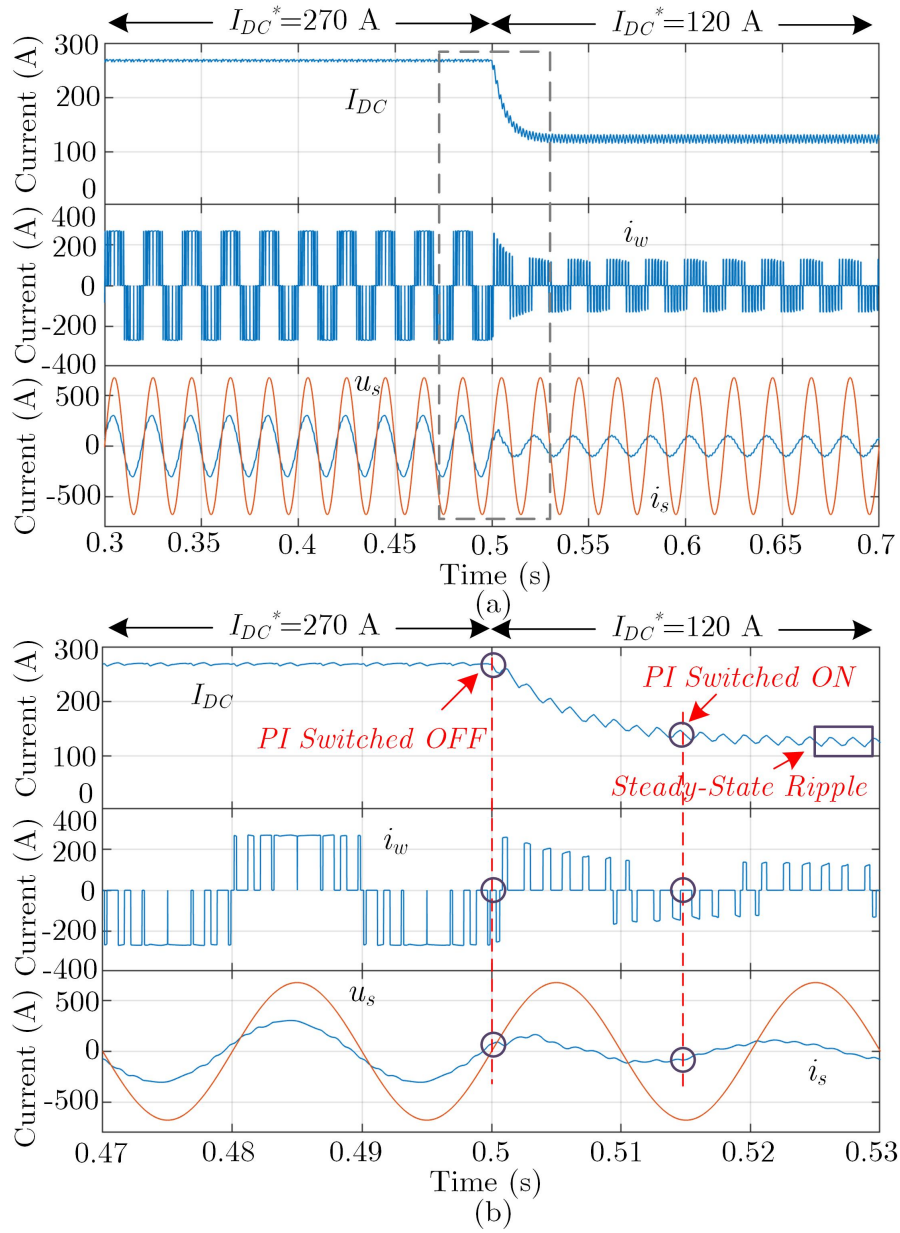 I_DC*=270 A I_DC*=120 A
Current (A)
300
200
100
0
I_DC
Current (A)
400
200
0
-200
-400
i_w
Current (A)
500
0
-500
u_s
i_s
0.3 0.35 0.4 0.45 0.5 0.55 0.6 0.65 0.7
Time (s)
(a)
I_DC*=270 A I_DC*=120 A
Current (A)
300
200
100
0
I_DC
PI Switched OFF
PI Switched ON
Steady-State Ripple
Current (A)
400
200
0
-200
-400
i_w
Current (A)
500
0
-500
u_s
i_s
0.47 0.48 0.49 0.5 0.51 0.52 0.53
Time (s)
(b)